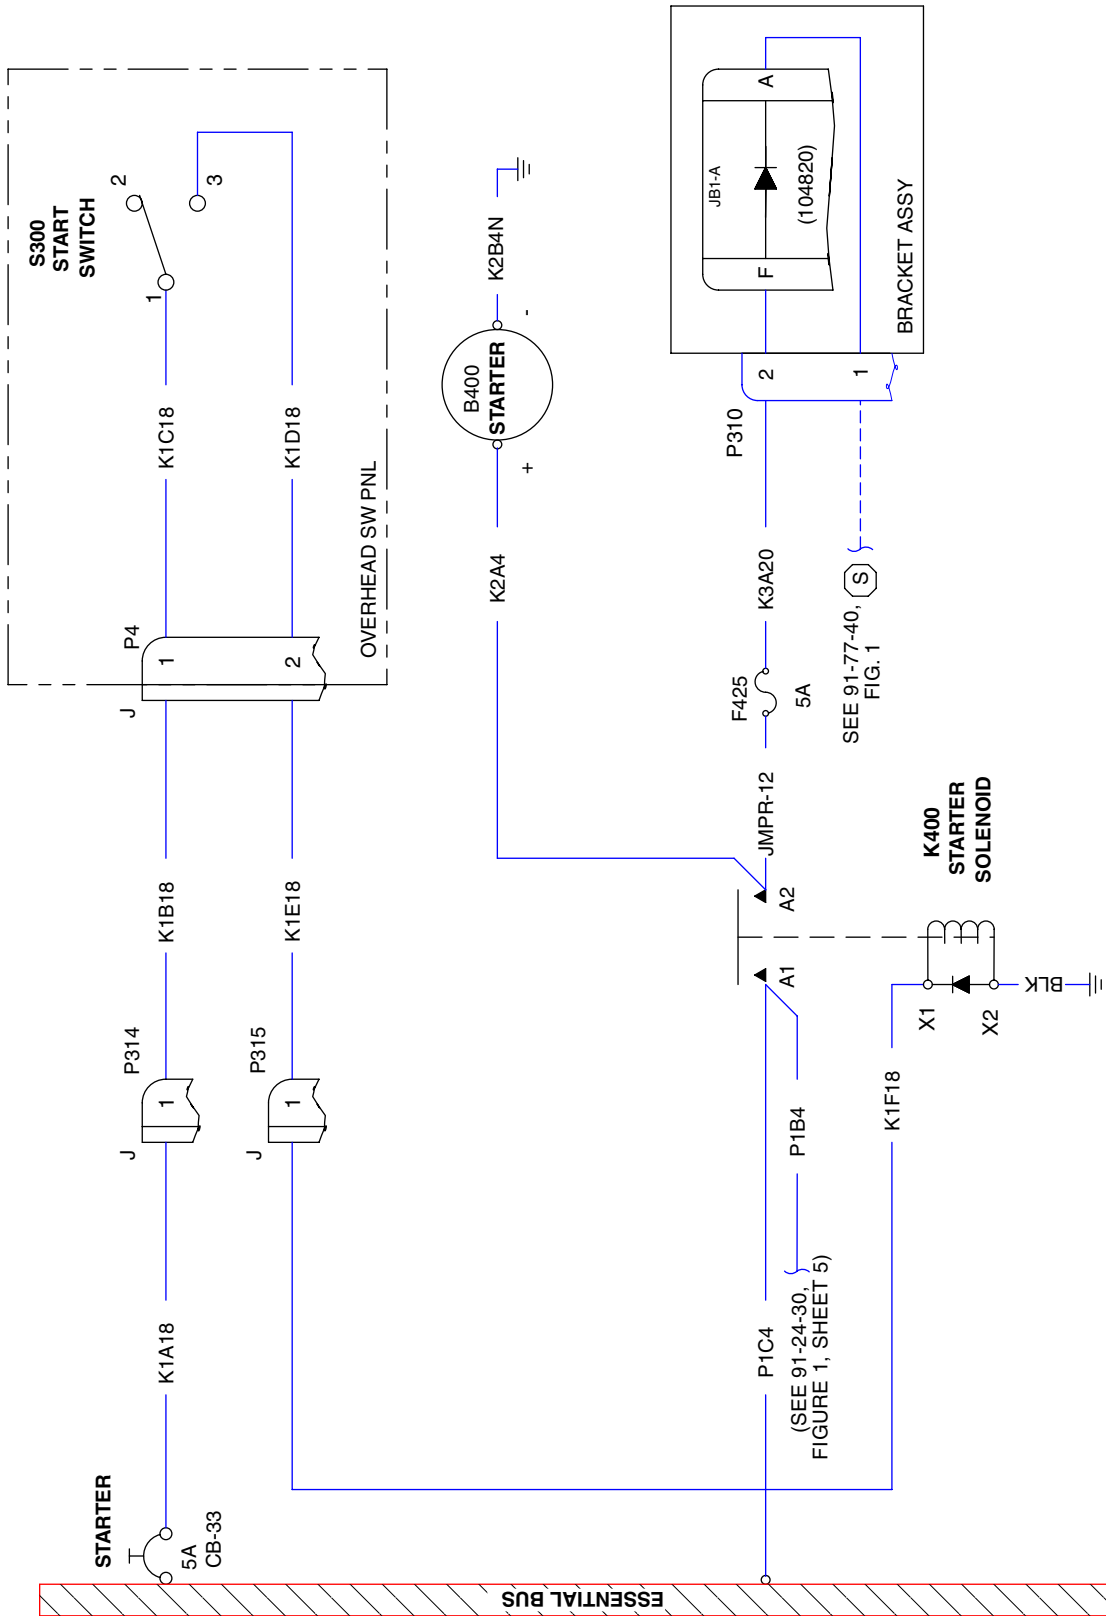 STARTER
5A
CB-33
K1A18
J
P314
1
K1B18
J
P4
1
2
K1C18
S300
START
SWITCH
1
2
3
K1D18
OVERHEAD SW PNL
J
P315
1
K1E18
B400
STARTER
+
-
K2A4
K2B4N
ESSENTIAL BUS
P1C4
P1B4
(SEE 91-24-30,
FIGURE 1, SHEET 5)
A1
A2
JMPR-12
F425
5A
K3A20
P310
2
1
SEE 91-77-40,
FIG. 1
S
F
A
JB1-A
(104820)
BRACKET ASSY
K1F18
X1
X2
BLK
K400
STARTER
SOLENOID